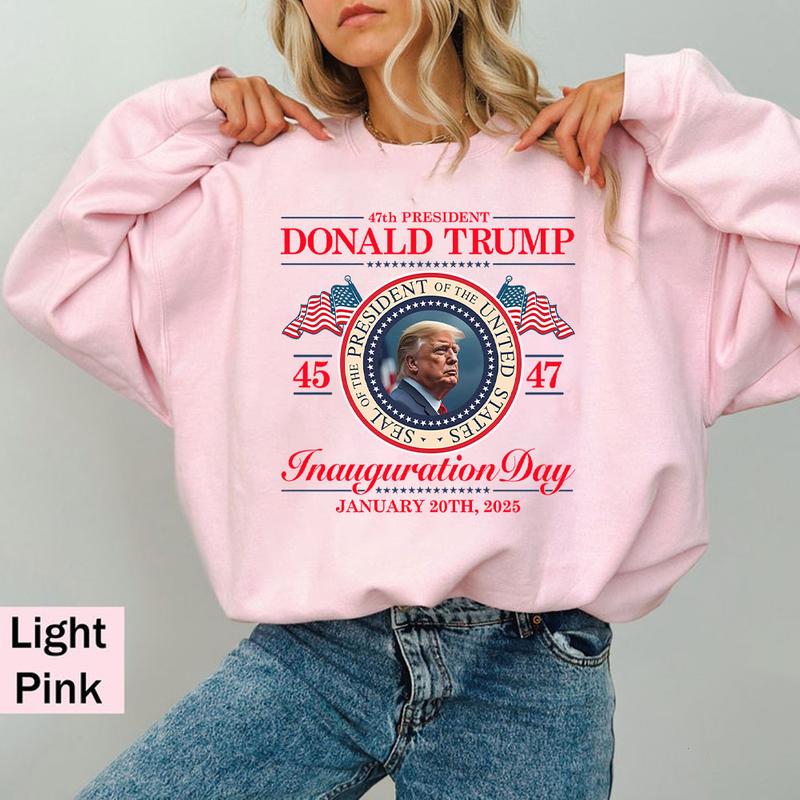 47th PRESIDENT
DONALD TRUMP
SEAL OF THE PRESIDENT OF THE UNITED STATES
45
47
Inauguration Day
JANUARY 20TH, 2025
Light
Pink